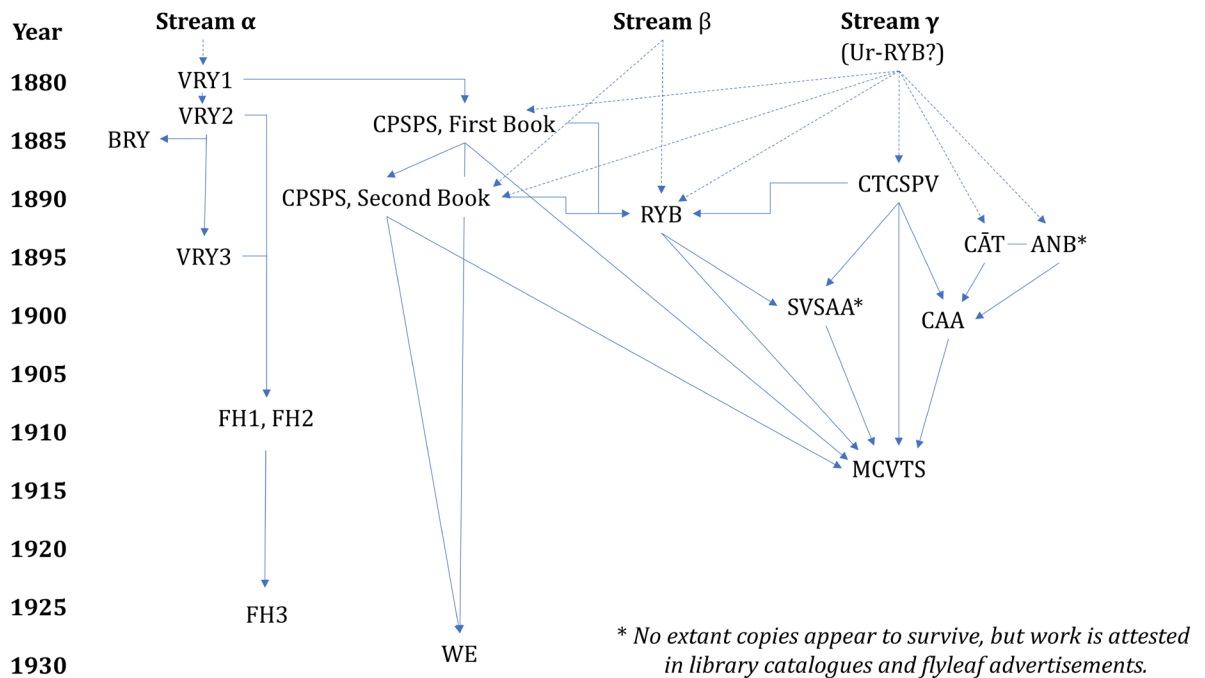 Year
Stream α
Stream β
Stream γ
(Ur-RYB?)
1880
VRY1
VRY2
CPSPS, First Book
1885
BRY
CTCSPV
1890
CPSPS, Second Book
RYB
1895
VRY3
CĀT
ANB*
1900
SVSAA*
CAA
1905
FH1, FH2
1910
MCVTS
1915
1920
1925
FH3
WE
1930
* No extant copies appear to survive, but work is attested
in library catalogues and flyleaf advertisements.